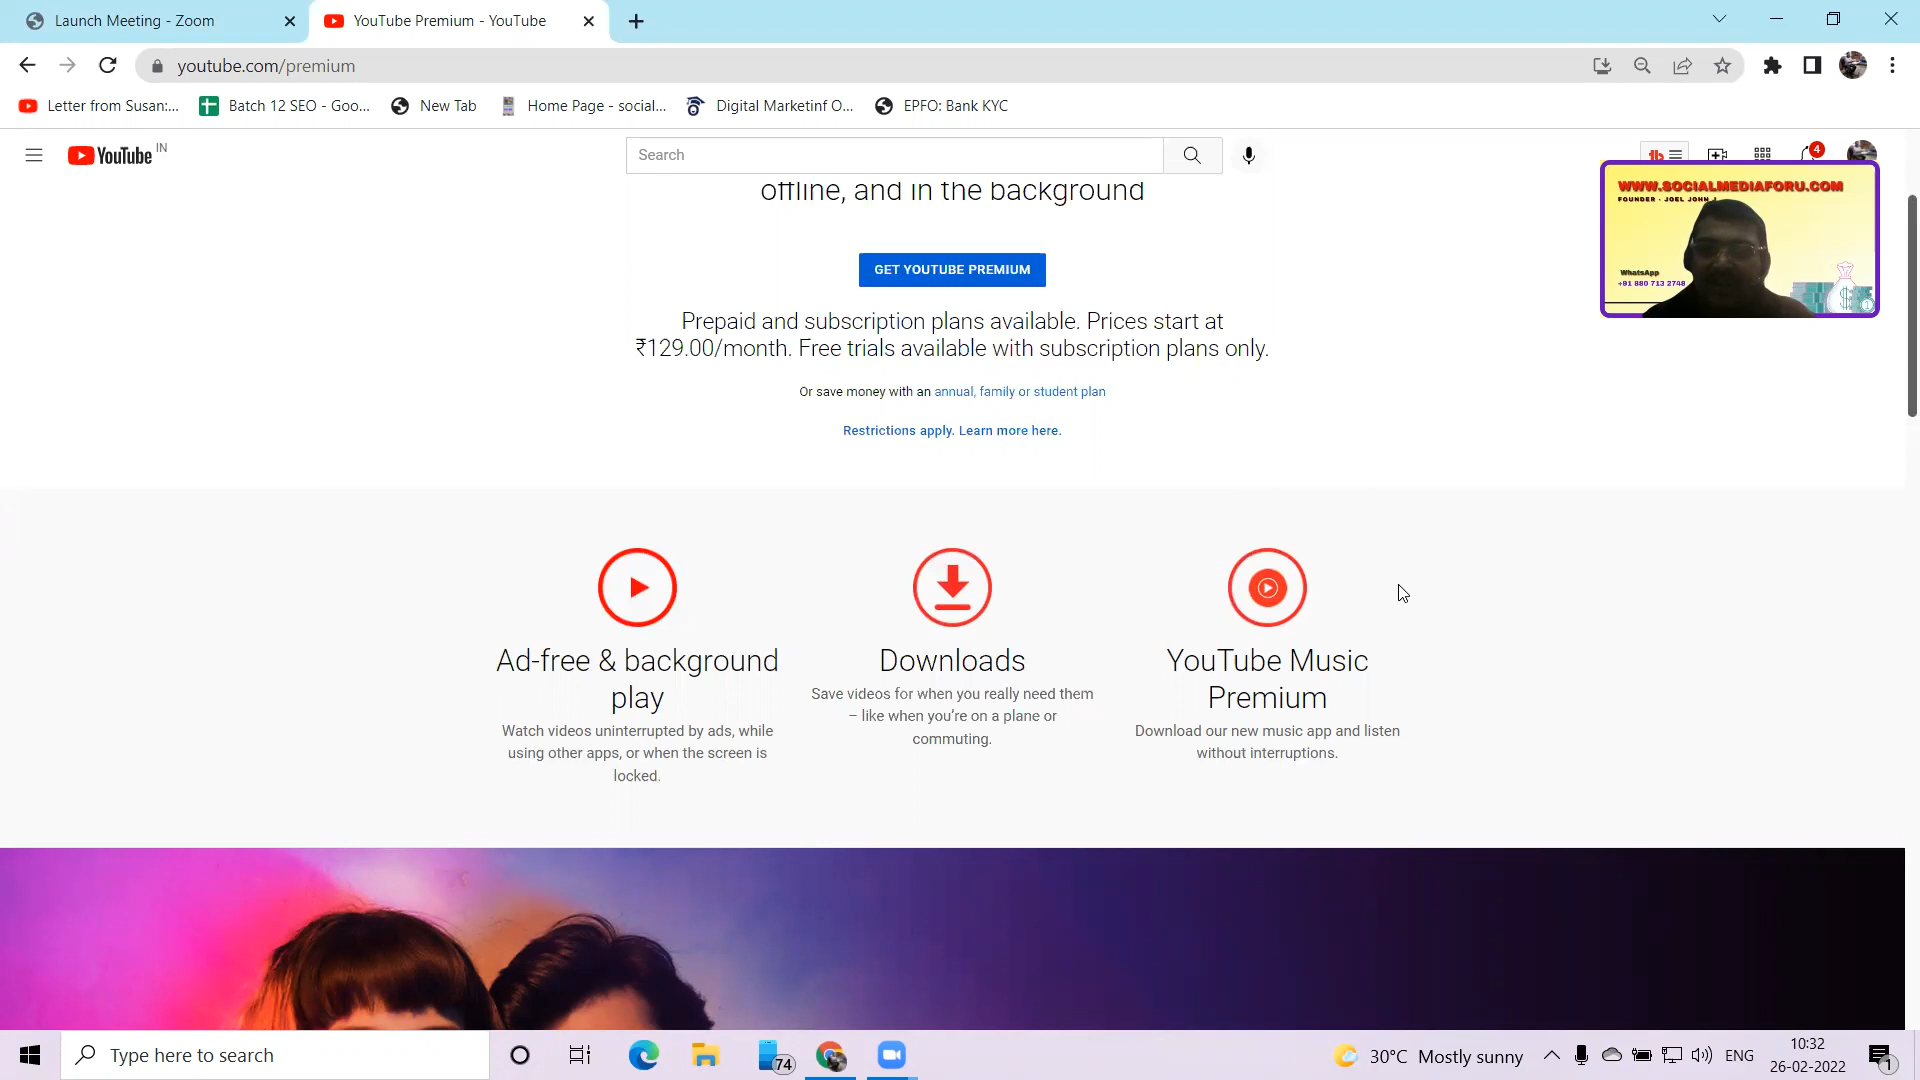 Launch Meeting - Zoom
YouTube Premium - YouTube
youtube.com/premium
Letter from Susan:...
Batch 12 SEO - Goo...
New Tab
Home Page - social...
Digital Marketinf O...
EPFO: Bank KYC
YouTube IN
Search
4
offline, and in the background
WWW.SOCIALMEDIAFORU.COM
FOUNDER - JOEL JOHN J
WhatsApp
+91 880 713 2748
GET YOUTUBE PREMIUM
Prepaid and subscription plans available. Prices start at
₹129.00/month. Free trials available with subscription plans only.
Or save money with an annual, family or student plan
Restrictions apply. Learn more here.
Ad-free & background
play
Watch videos uninterrupted by ads, while
using other apps, or when the screen is
locked.
Downloads
Save videos for when you really need them
– like when you're on a plane or
commuting.
YouTube Music
Premium
Download our new music app and listen
without interruptions.
Type here to search
74
30°C Mostly sunny
ENG
10:32
26-02-2022
1